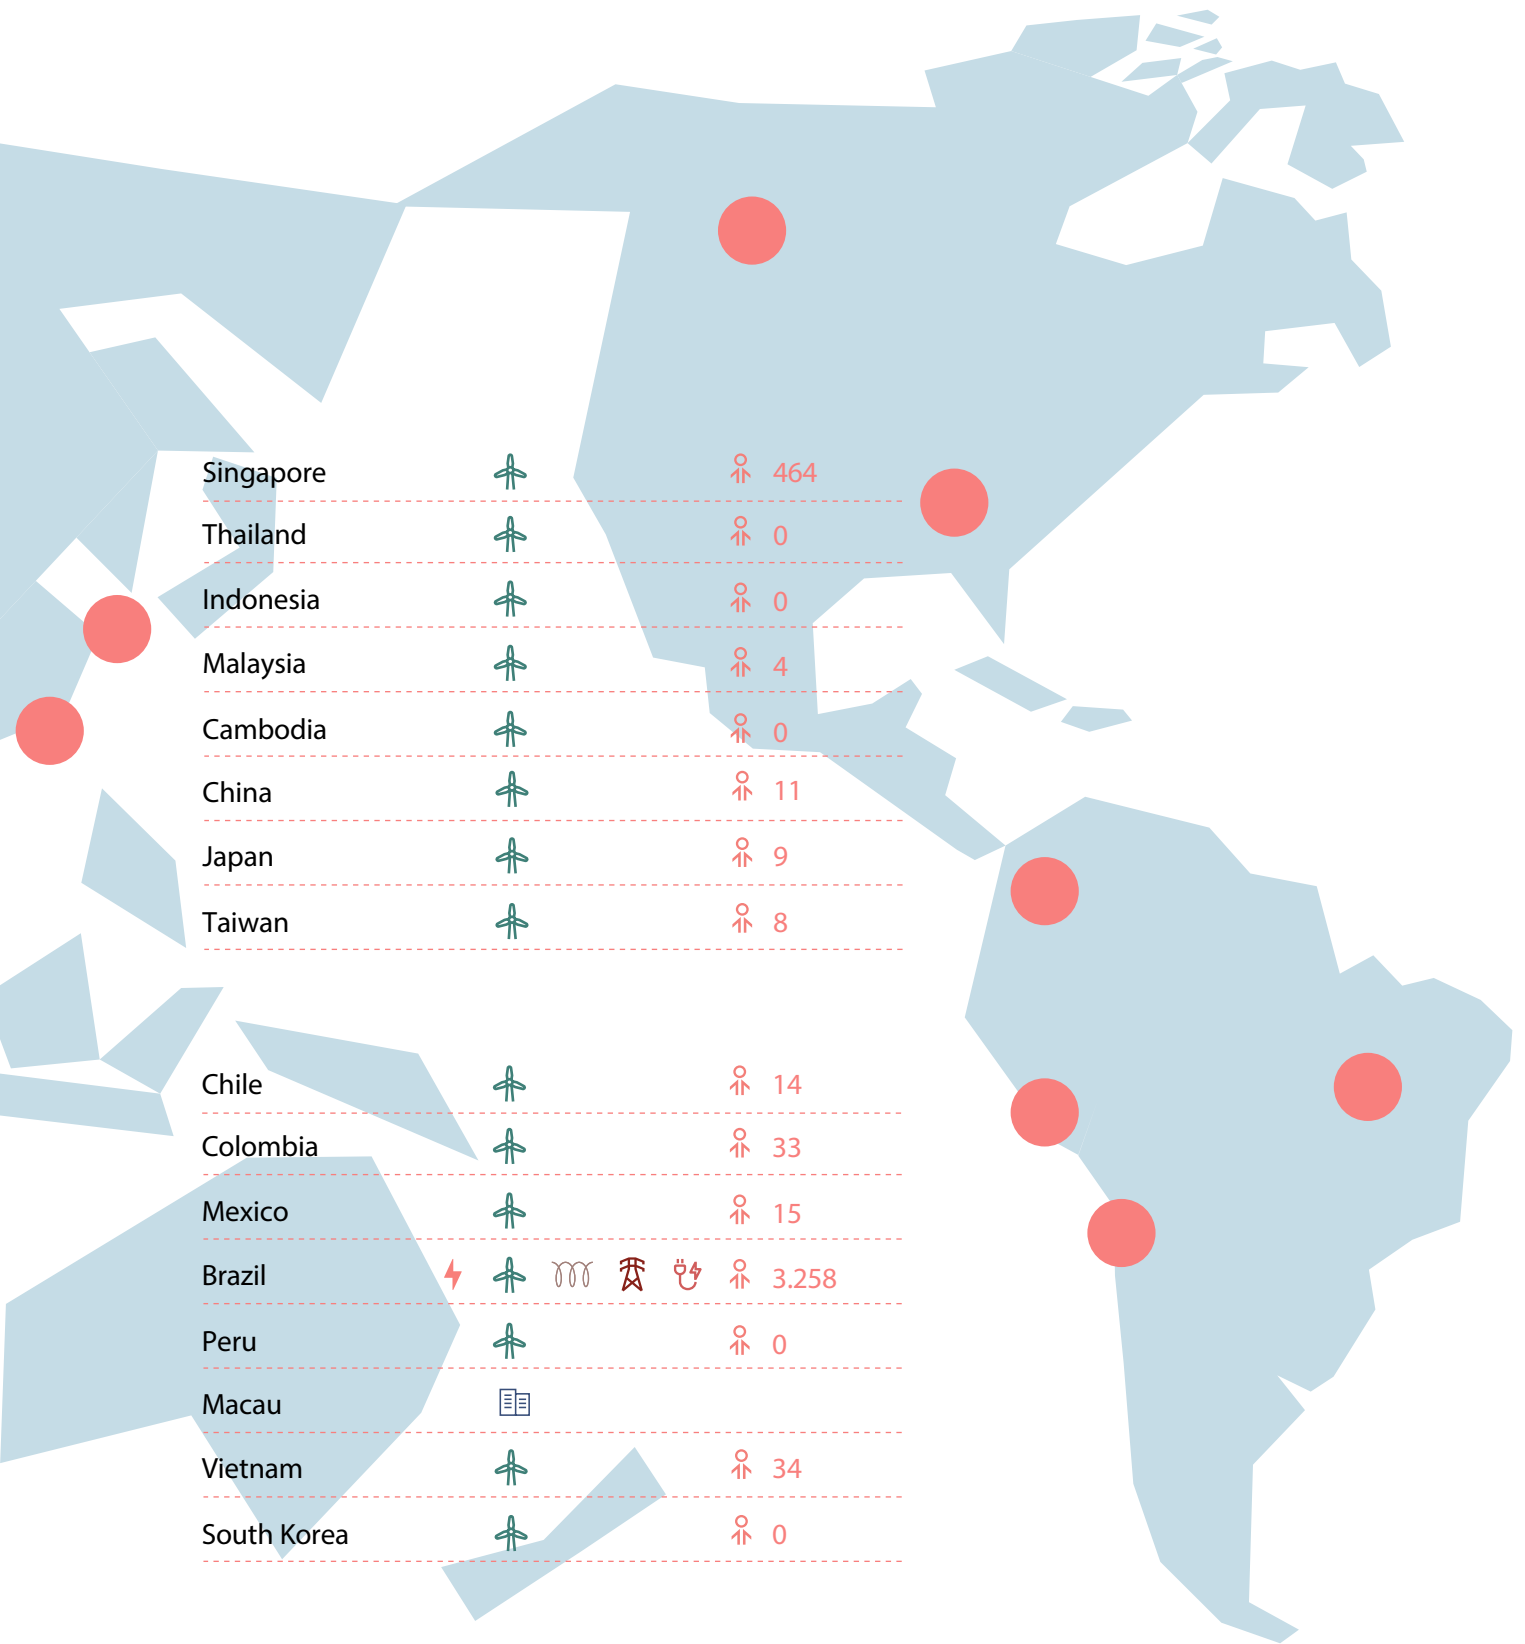 Singapore 464
Thailand 0
Indonesia 0
Malaysia 4
Cambodia 0
China 11
Japan 9
Taiwan 8
Chile 14
Colombia 33
Mexico 15
Brazil 3.258
Peru 0
Macau
Vietnam 34
South Korea 0